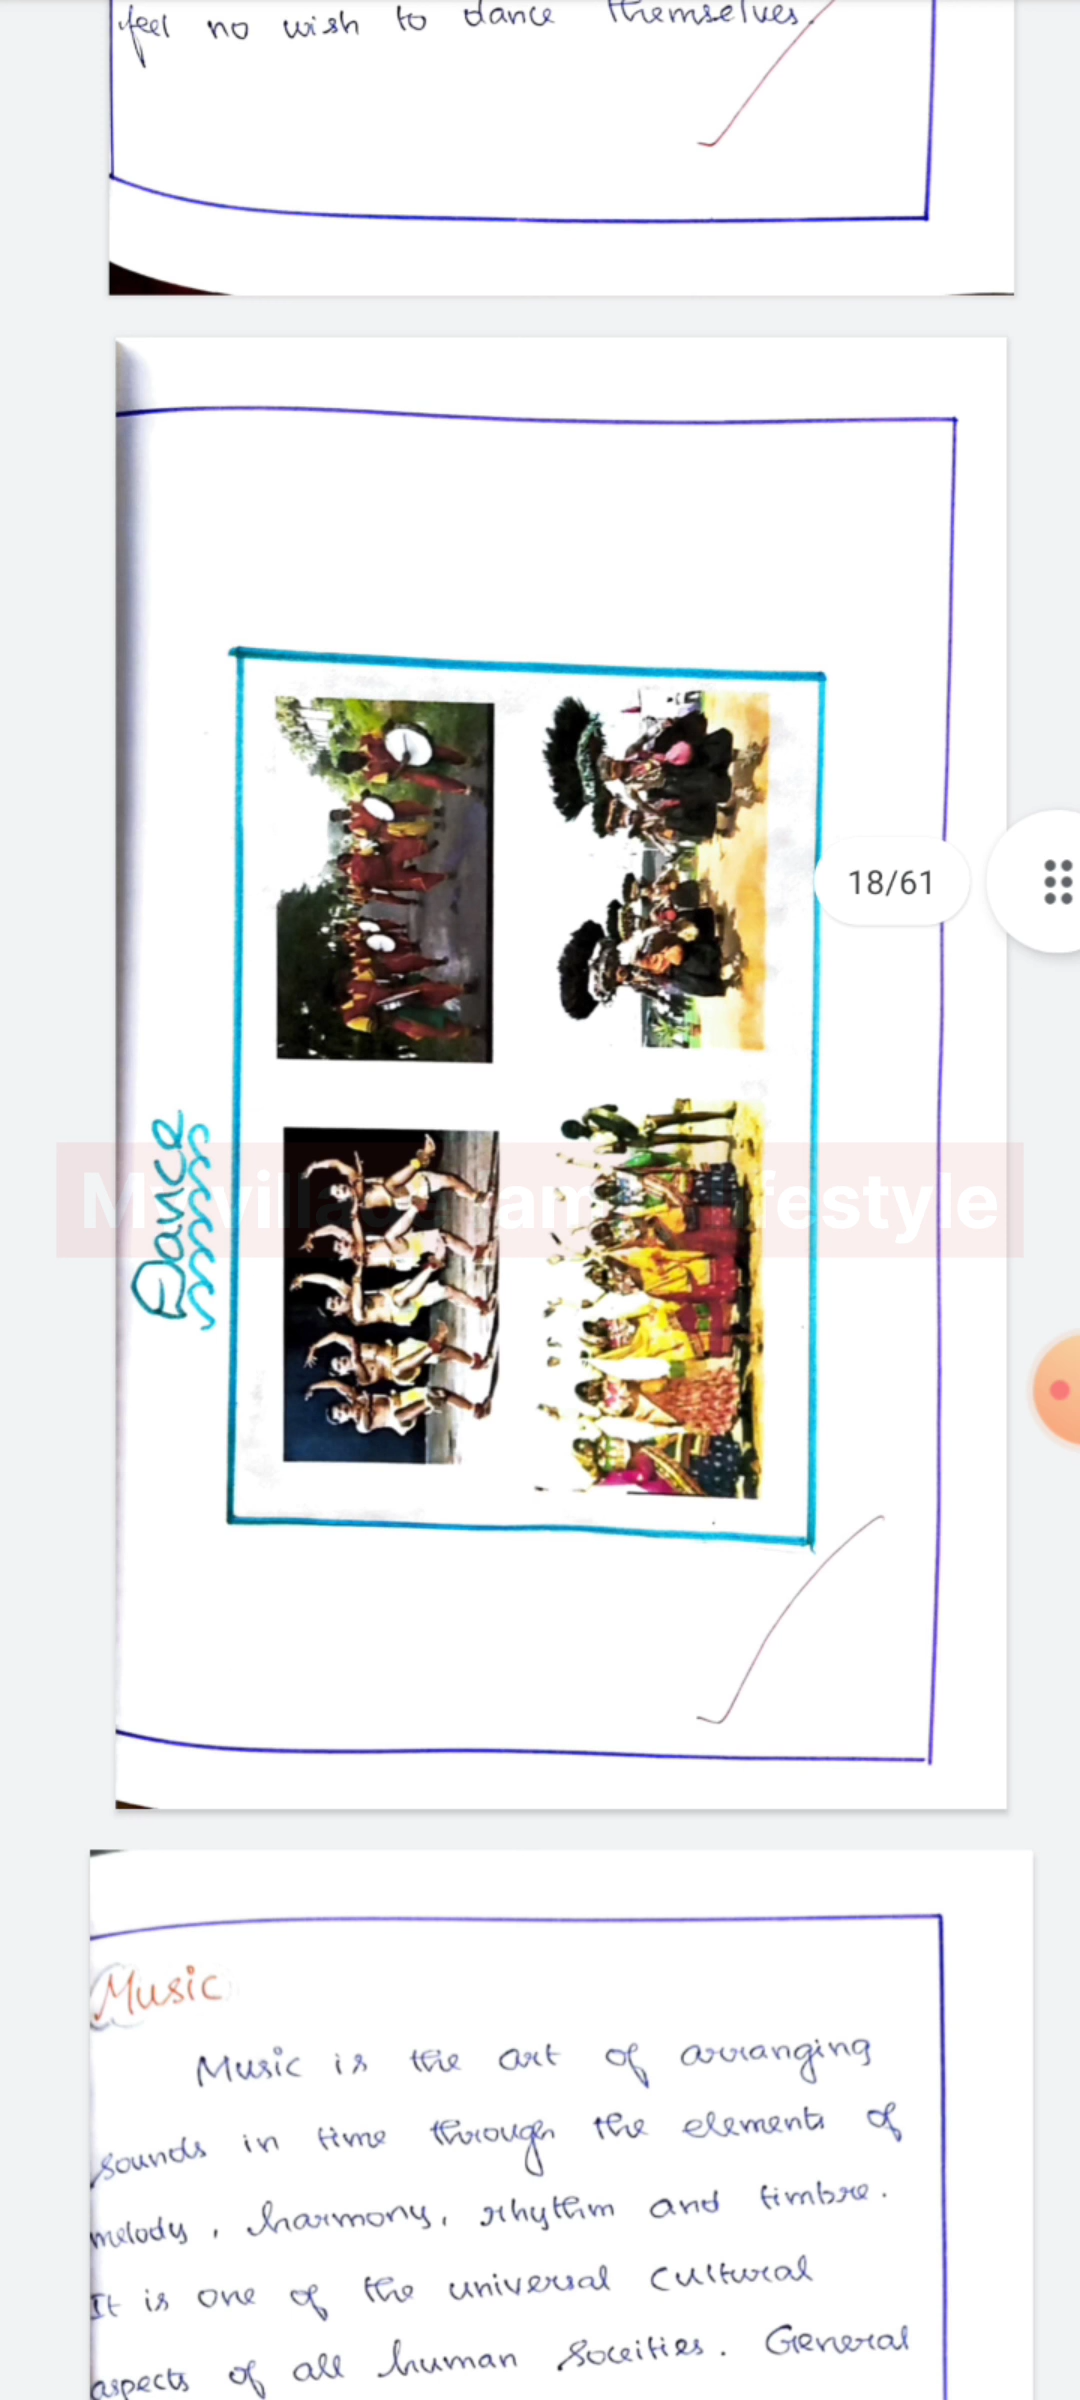 feel no wish to dance themselves.
18/61
Dance
Music
Music is the art of arranging
sounds in time through the elements of
melody, harmony, rhythm and timbre.
It is one of the universal cultural
aspects of all human soceities. General